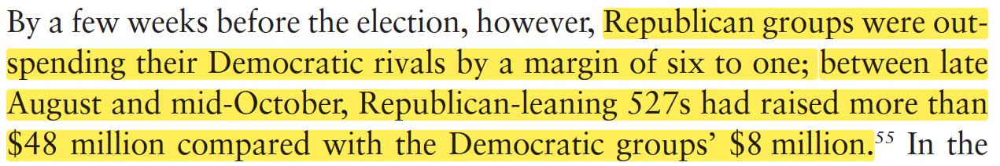 By a few weeks before the election, however, Republican groups were out-
spending their Democratic rivals by a margin of six to one; between late
August and mid-October, Republican-leaning 527s had raised more than
$48 million compared with the Democratic groups’ $8 million.⁵⁵ In the